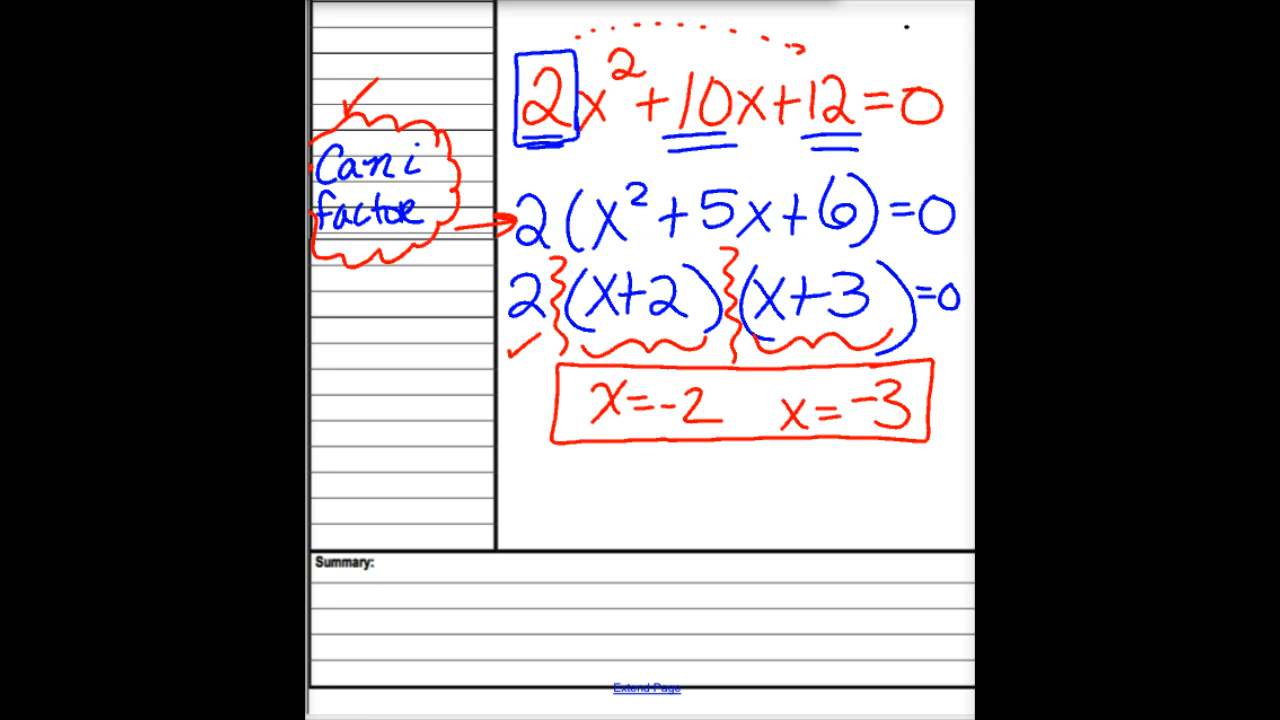 2x² + 10x + 12 = 0
Can i
factor
2(x² + 5x + 6) = 0
2(x+2)(x+3)=0
x=-2 x=-3
Summary:
Extend Page